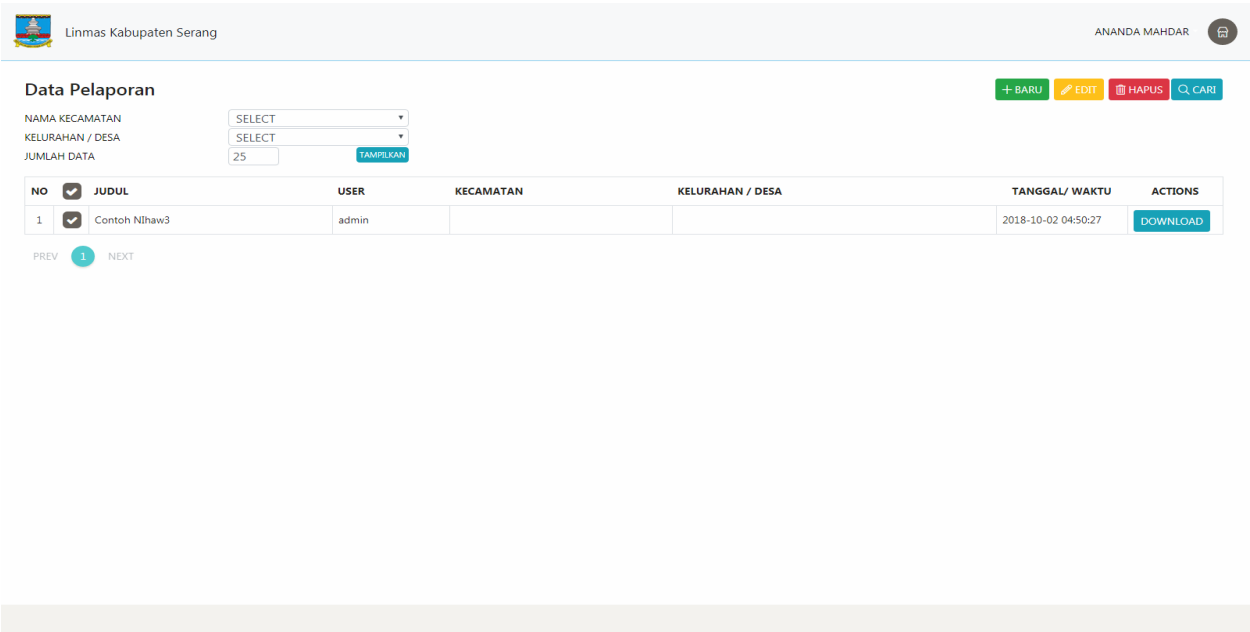 Linmas Kabupaten Serang ANANDA MAHDAR
Data Pelaporan
BARU EDIT HAPUS CARI
NAMA KECAMATAN SELECT
KELURAHAN / DESA SELECT
JUMLAH DATA 25 TAMPILKAN
NO JUDUL USER KECAMATAN KELURAHAN / DESA TANGGAL/ WAKTU ACTIONS
1 Contoh NIhaw3 admin 2018-10-02 04:50:27 DOWNLOAD
PREV 1 NEXT